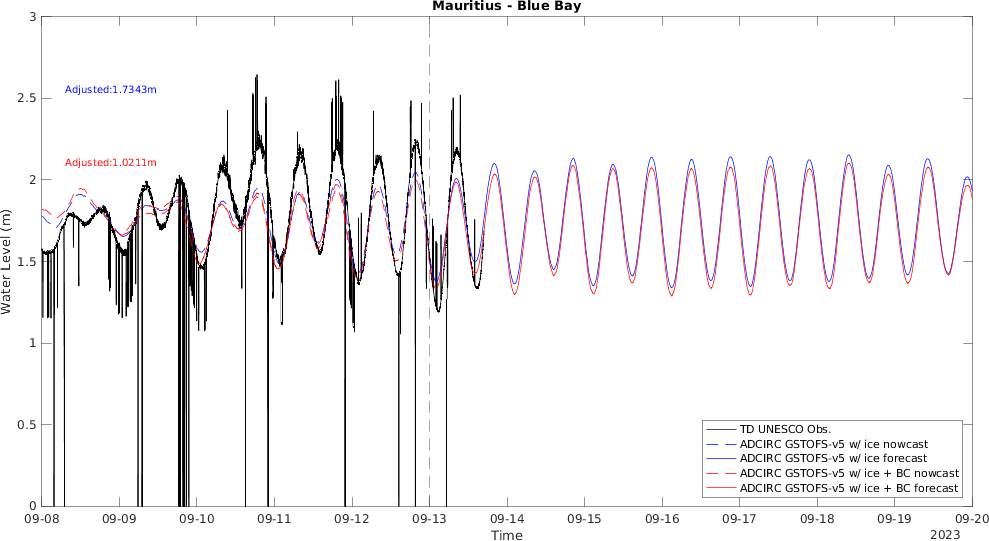 Mauritius - Blue Bay
Water Level (m)
3
2.5
2
1.5
1
0.5
0
Adjusted:1.7343m
Adjusted:1.0211m
TD UNESCO Obs.
ADCIRC GSTOFS-v5 w/ ice nowcast
ADCIRC GSTOFS-v5 w/ ice forecast
ADCIRC GSTOFS-v5 w/ ice + BC nowcast
ADCIRC GSTOFS-v5 w/ ice + BC forecast
09-08 09-09 09-10 09-11 09-12 09-13 09-14 09-15 09-16 09-17 09-18 09-19 09-20
Time
2023